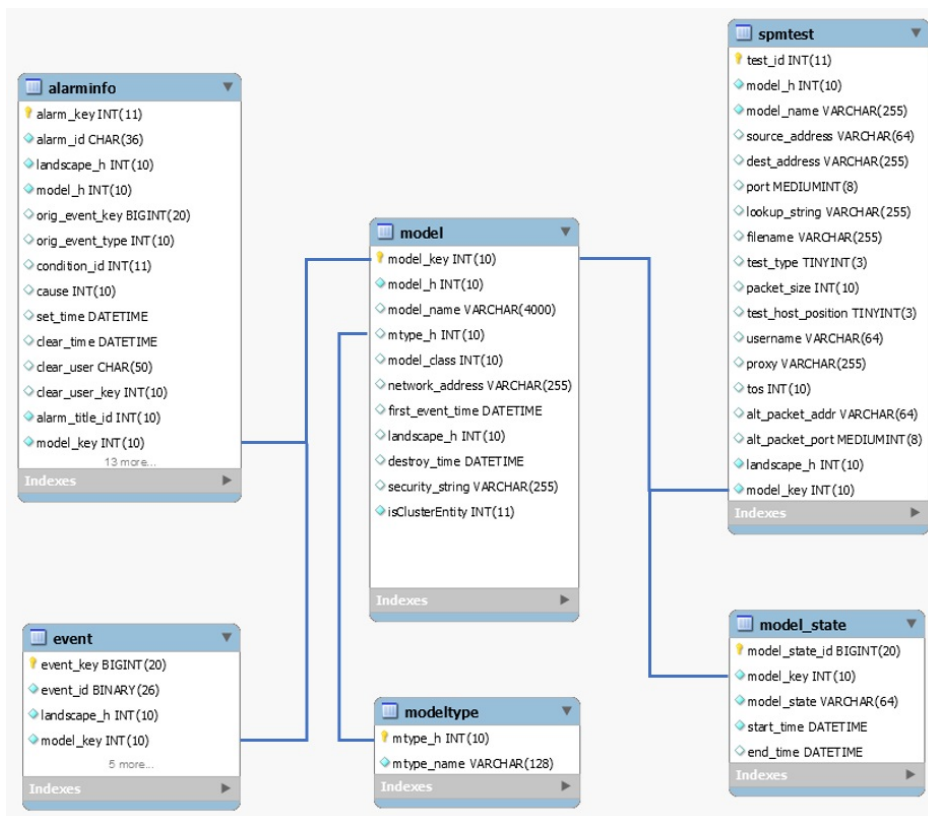 alarminfo
alarm_key INT(11)
alarm_id CHAR(36)
landscape_h INT(10)
model_h INT(10)
orig_event_key BIGINT(20)
orig_event_type INT(10)
condition_id INT(11)
cause INT(10)
set_time DATETIME
clear_time DATETIME
clear_user CHAR(50)
clear_user_key INT(10)
alarm_title_id INT(10)
model_key INT(10)
13 more...
Indexes
event
event_key BIGINT(20)
event_id BINARY(26)
landscape_h INT(10)
model_key INT(10)
5 more...
Indexes
model
model_key INT(10)
model_h INT(10)
model_name VARCHAR(4000)
mtype_h INT(10)
model_class INT(10)
network_address VARCHAR(255)
first_event_time DATETIME
landscape_h INT(10)
destroy_time DATETIME
security_string VARCHAR(255)
isClusterEntity INT(11)
Indexes
modeltype
mtype_h INT(10)
mtype_name VARCHAR(128)
Indexes
spmtest
test_id INT(11)
model_h INT(10)
model_name VARCHAR(255)
source_address VARCHAR(64)
dest_address VARCHAR(255)
port MEDIUMINT(8)
lookup_string VARCHAR(255)
filename VARCHAR(255)
test_type TINYINT(3)
packet_size INT(10)
test_host_position TINYINT(3)
username VARCHAR(64)
proxy VARCHAR(255)
tos INT(10)
alt_packet_addr VARCHAR(64)
alt_packet_port MEDIUMINT(8)
landscape_h INT(10)
model_key INT(10)
Indexes
model_state
model_state_id BIGINT(20)
model_key INT(10)
model_state VARCHAR(64)
start_time DATETIME
end_time DATETIME
Indexes